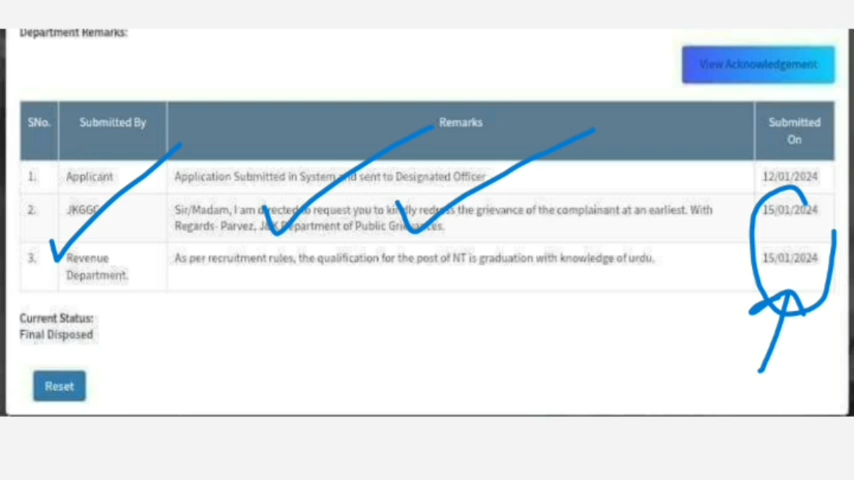 Department Remarks:
View Acknowledgement
SNo. Submitted By Remarks Submitted
On
1. Applicant Application Submitted in System and sent to Designated Officer 12/01/2024
2. JKGGC Sir/Madam, I am directed to request you to kindly redress the grievance of the complainant at an earliest. With 15/01/2024
Regards- Parvez, J&K Department of Public Grievances.
3. Revenue As per recruitment rules, the qualification for the post of NT is graduation with knowledge of urdu. 15/01/2024
Department.
Current Status:
Final Disposed
Reset